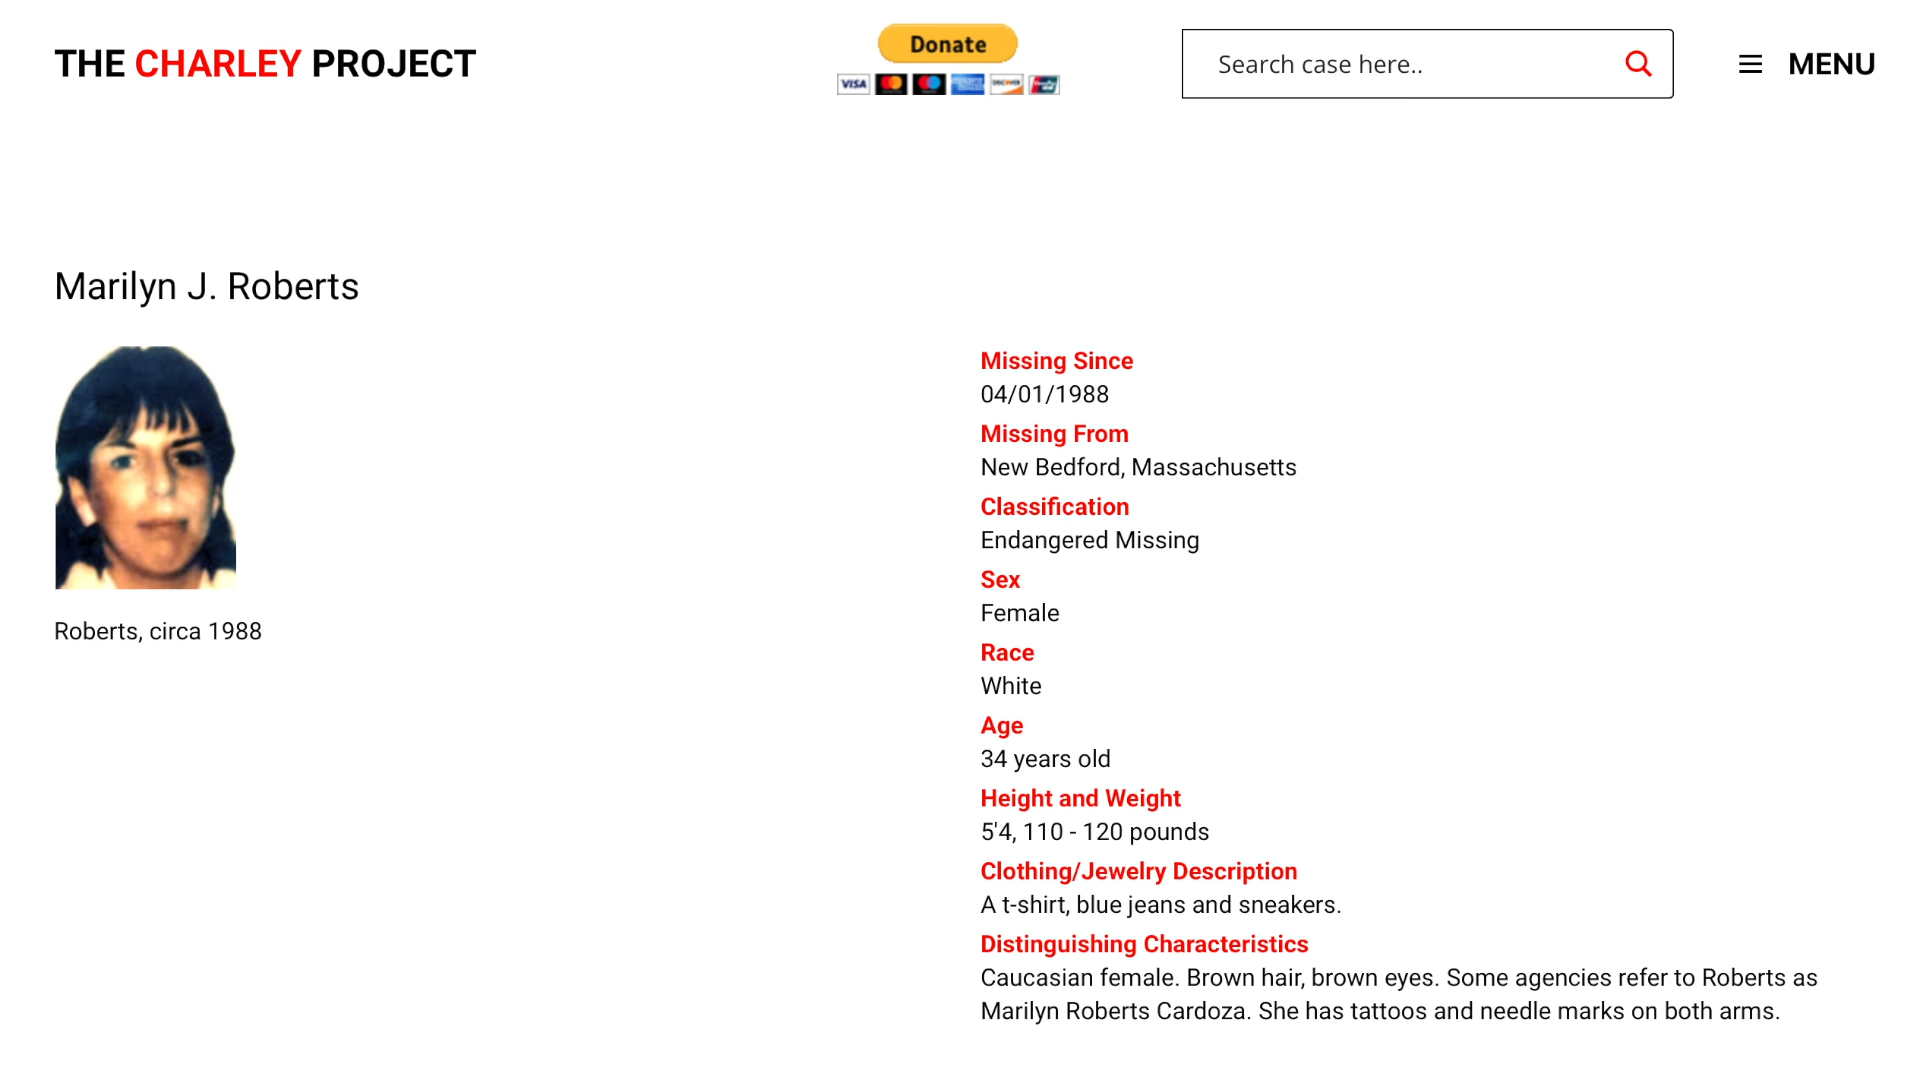 THE CHARLEY PROJECT
Donate
VISA
DISCOVER
Search case here..
MENU
Marilyn J. Roberts
Roberts, circa 1988
Missing Since
04/01/1988
Missing From
New Bedford, Massachusetts
Classification
Endangered Missing
Sex
Female
Race
White
Age
34 years old
Height and Weight
5'4, 110 - 120 pounds
Clothing/Jewelry Description
A t-shirt, blue jeans and sneakers.
Distinguishing Characteristics
Caucasian female. Brown hair, brown eyes. Some agencies refer to Roberts as
Marilyn Roberts Cardoza. She has tattoos and needle marks on both arms.